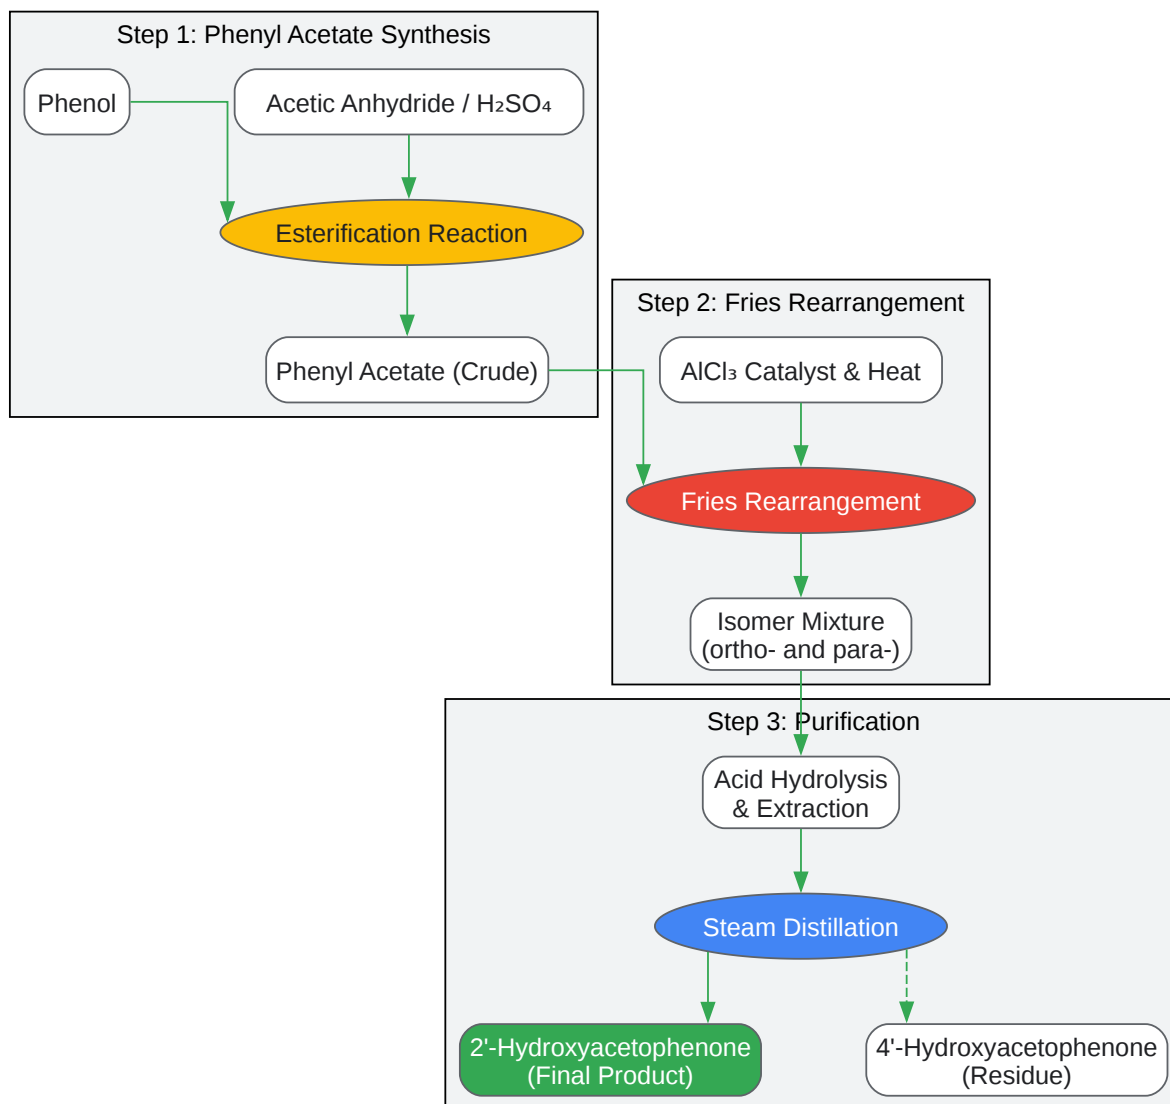 Step 1: Phenyl Acetate Synthesis
Phenol
Acetic Anhydride / H₂SO₄
Esterification Reaction
Phenyl Acetate (Crude)
Step 2: Fries Rearrangement
AlCl₃ Catalyst & Heat
Fries Rearrangement
Isomer Mixture
(ortho- and para-)
Step 3: Purification
Acid Hydrolysis
& Extraction
Steam Distillation
2'-Hydroxyacetophenone
(Final Product)
4'-Hydroxyacetophenone
(Residue)